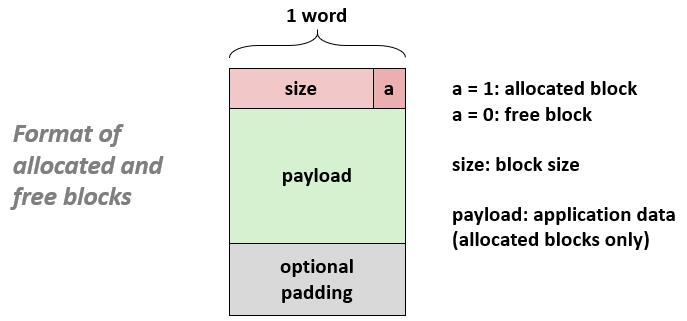 1 word
size a
Format of
allocated and
free blocks
payload
optional
padding
a = 1: allocated block
a = 0: free block
size: block size
payload: application data
(allocated blocks only)